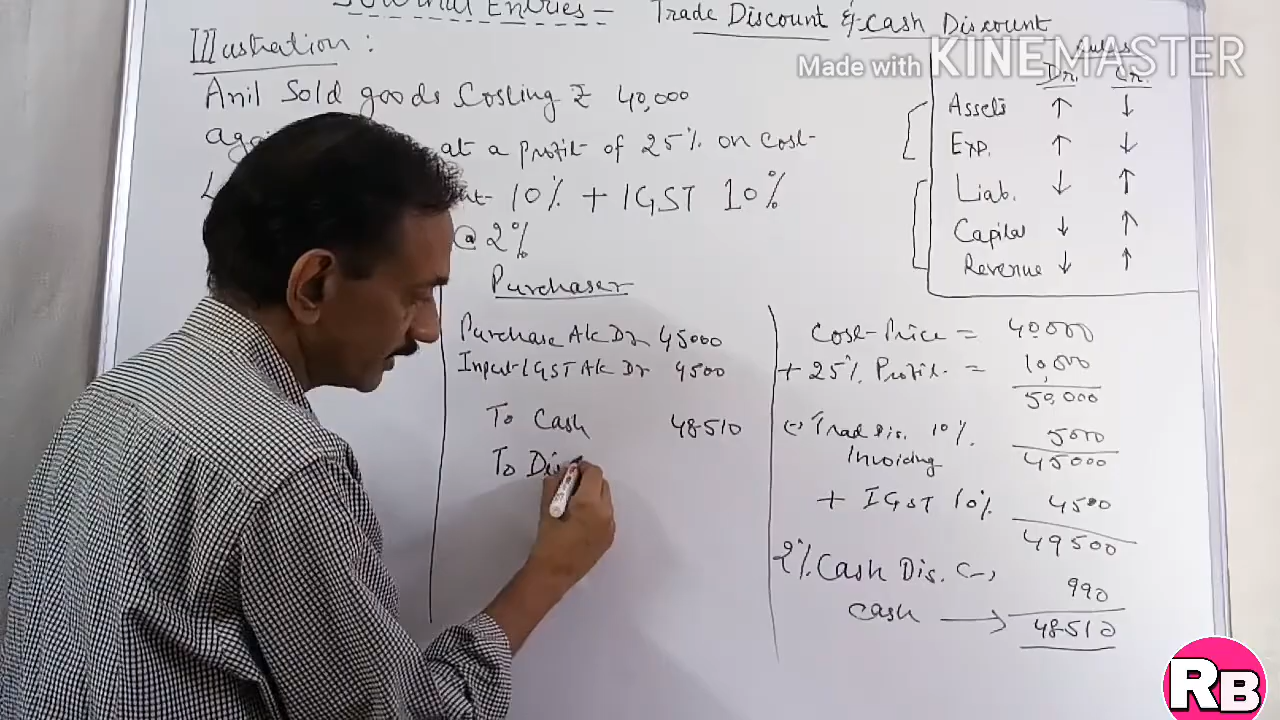 Journal Entries - Trade Discount & Cash Discount
Made with KINEMASTER
Illustration :
Anil Sold goods Costing ₹ 40,000
at a profit of 25% on cost
10% + IGST 10%
@ 2%
Rules
Dr. Cr.
Assets ↑ ↓
Exp. ↑ ↓
Liab. ↓ ↑
Capital ↓ ↑
Revenue ↓ ↑
Purchaser
Purchase A/c Dr 45000
Input IGST A/c Dr 4500
To Cash 48510
To Dis
Cost Price = 40,000
+ 25% Profit = 10,000
50,000
(-) Trad Dis. 10% 5000
Invoicing 45000
+ IGST 10% 4500
49500
2% Cash Dis. (-) 990
cash → 48510
RB